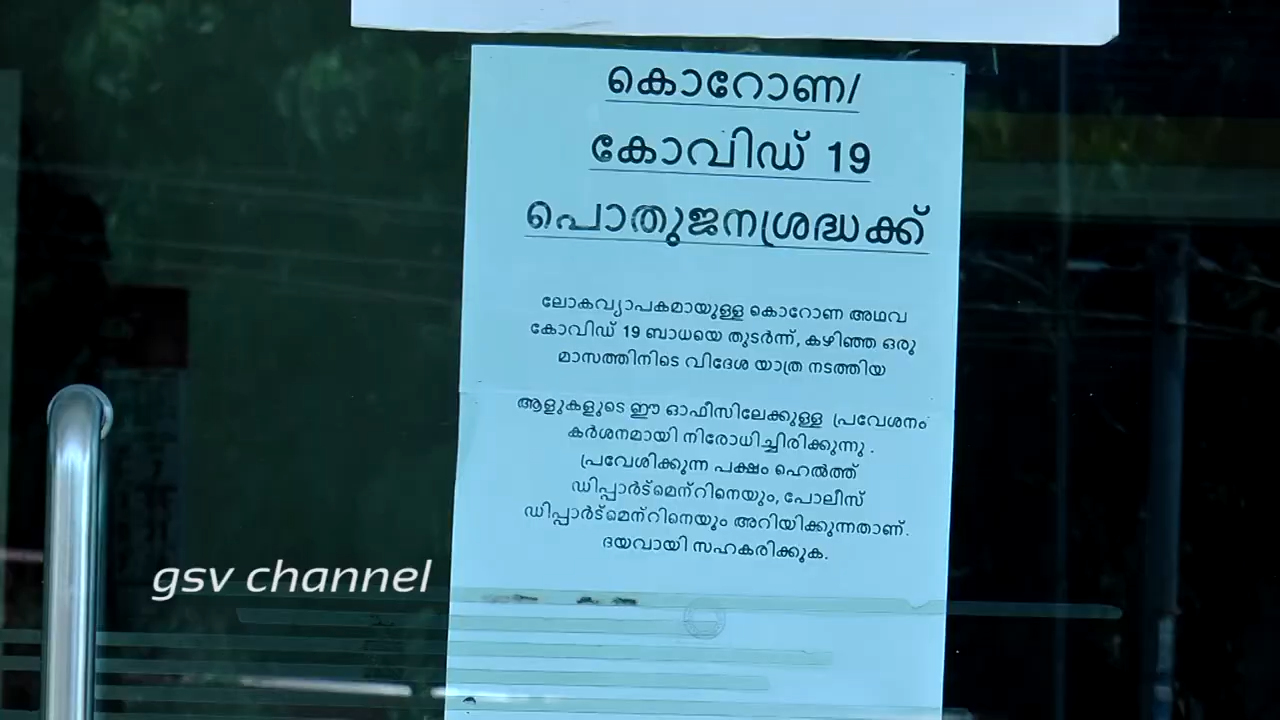 കൊറോണ/
കോവിഡ് 19
പൊതുജനശ്രദ്ധക്ക്
ലോകവ്യാപകമായുള്ള കൊറോണ അഥവ
കോവിഡ് 19 ബാധയെ തുടർന്ന്, കഴിഞ്ഞ ഒരു
മാസത്തിനിടെ വിദേശ യാത്ര നടത്തിയ
ആളുകളുടെ ഈ ഓഫീസിലേക്കുള്ള പ്രവേശനം
കർശനമായി നിരോധിച്ചിരിക്കുന്നു .
പ്രവേശിക്കുന്ന പക്ഷം ഹെൽത്ത്
ഡിപ്പാർട്മെന്റിനെയും, പോലീസ്
ഡിപ്പാർട്മെന്റിനെയും അറിയിക്കുന്നതാണ്.
ദയവായി സഹകരിക്കുക.
gsv channel